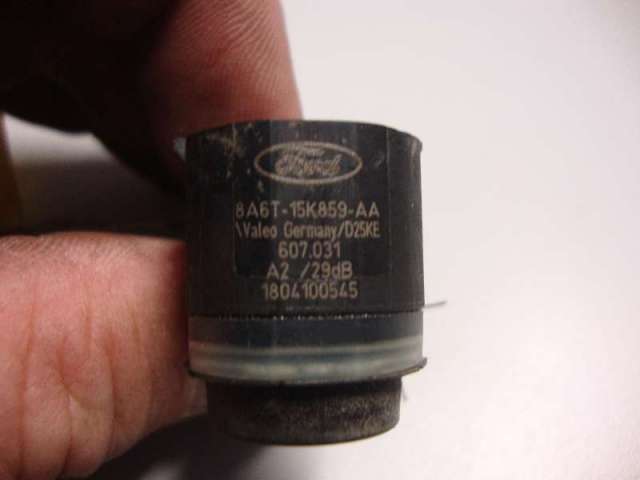 Ford
8A6T-15K859-AA
\Valeo Germany/D25KE
607.031
A2 /29dB
1804100545